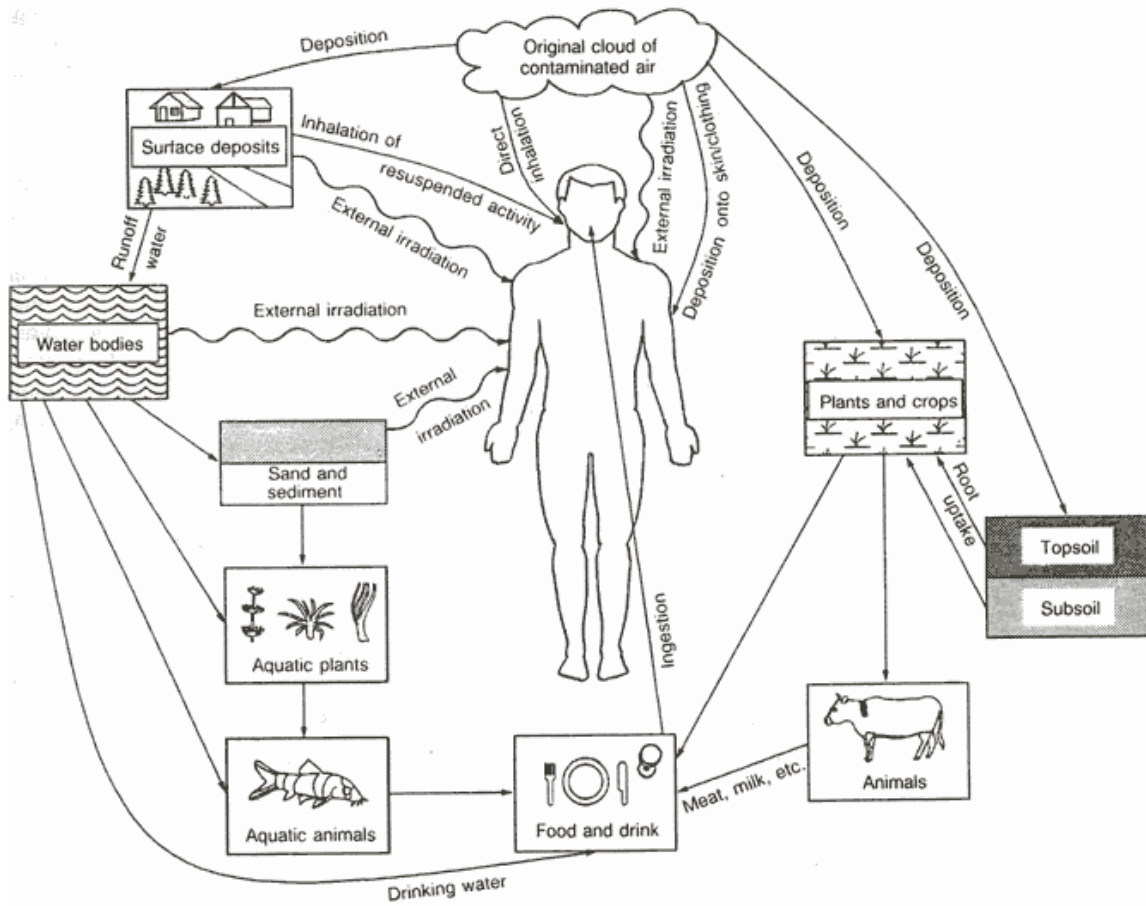 Deposition
Original cloud of
contaminated air
Surface deposits
Inhalation of
resuspended activity
Direct
inhalation
External irradiation
Deposition onto skin/clothing
Deposition
Deposition
External irradiation
Runoff
water
External irradiation
Water bodies
External
irradiation
Plants and crops
Sand and
sediment
Root
uptake
Topsoil
Subsoil
Ingestion
Aquatic plants
Aquatic animals
Food and drink
Meat, milk, etc.
Animals
Drinking water